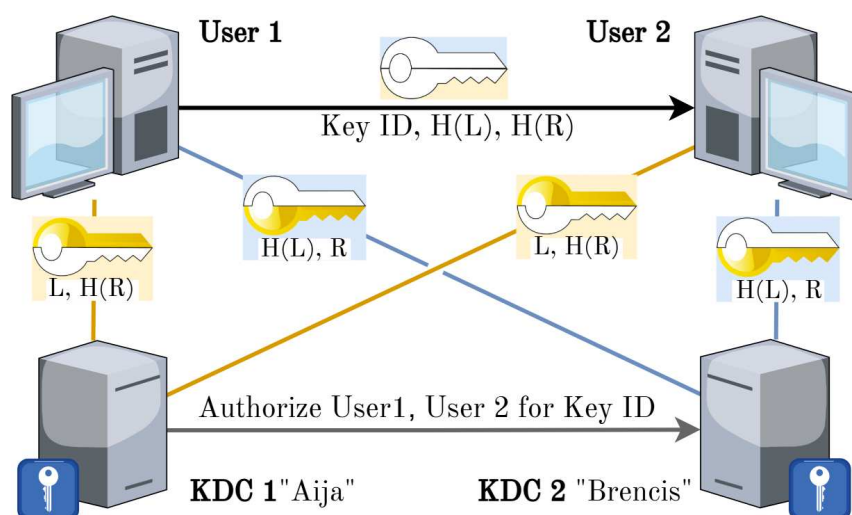 User 1
User 2
Key ID, H(L), H(R)
H(L), R
L, H(R)
L, H(R)
H(L), R
Authorize User1, User 2 for Key ID
KDC 1"Aija"
KDC 2 "Brencis"